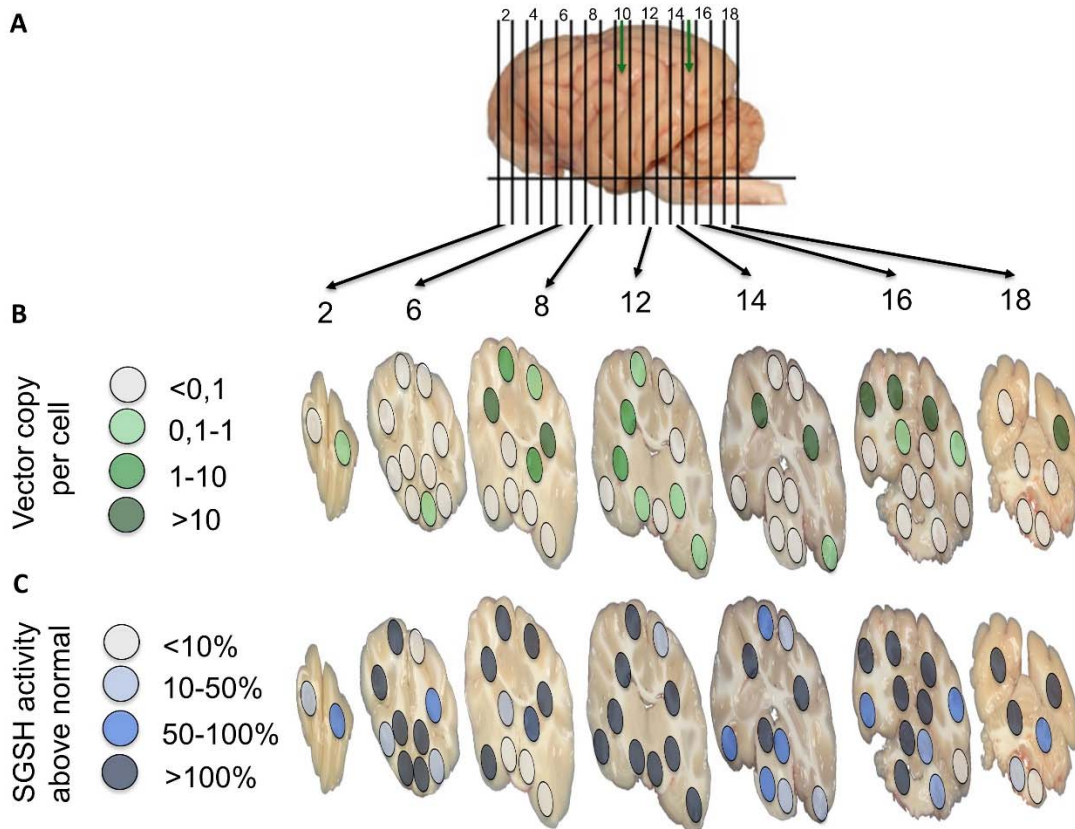 A
2 4 6 8 10 12 14 16 18
2 6 8 12 14 16 18
B
Vector copy
per cell
<0,1
0,1-1
1-10
>10
C
SGSH activity
above normal
<10%
10-50%
50-100%
>100%